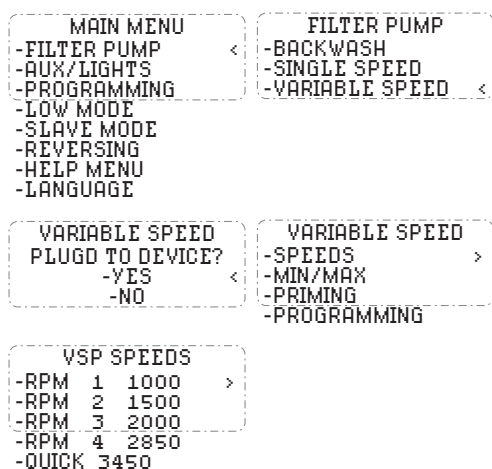 MAIN MENU
-FILTER PUMP <
-AUX/LIGHTS
-PROGRAMMING
-LOW MODE
-SLAVE MODE
-REVERSING
-HELP MENU
-LANGUAGE
FILTER PUMP
-BACKWASH
-SINGLE SPEED
-VARIABLE SPEED <
VARIABLE SPEED
PLUGD TO DEVICE?
-YES <
-NO
VARIABLE SPEED
-SPEEDS >
-MIN/MAX
-PRIMING
-PROGRAMMING
VSP SPEEDS
-RPM 1 1000 >
-RPM 2 1500
-RPM 3 2000
-RPM 4 2850
-QUICK 3450